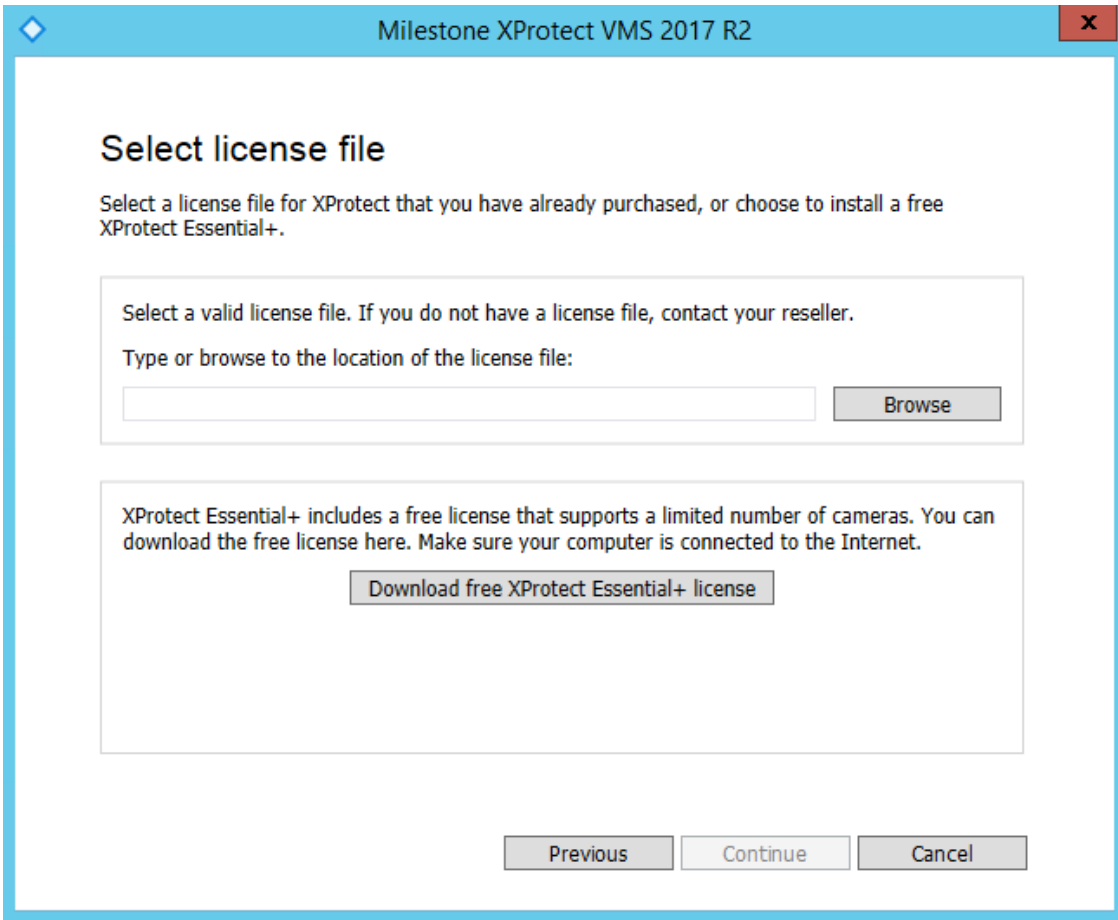 Milestone XProtect VMS 2017 R2
x
Select license file
Select a license file for XProtect that you have already purchased, or choose to install a free
XProtect Essential+.
Select a valid license file. If you do not have a license file, contact your reseller.
Type or browse to the location of the license file:
Browse
XProtect Essential+ includes a free license that supports a limited number of cameras. You can
download the free license here. Make sure your computer is connected to the Internet.
Download free XProtect Essential+ license
Previous Continue Cancel